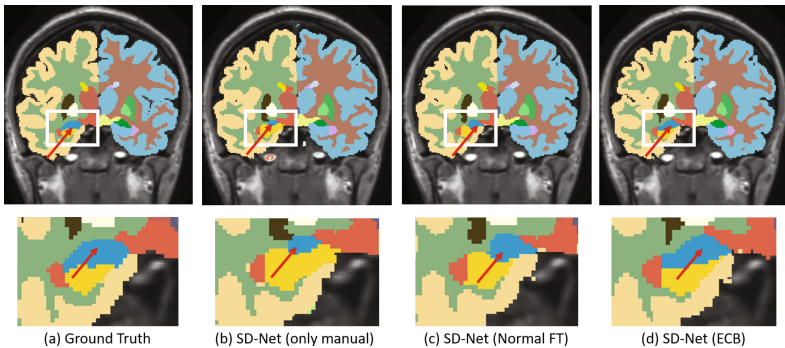 (a) Ground Truth
(b) SD-Net (only manual)
(c) SD-Net (Normal FT)
(d) SD-Net (ECB)